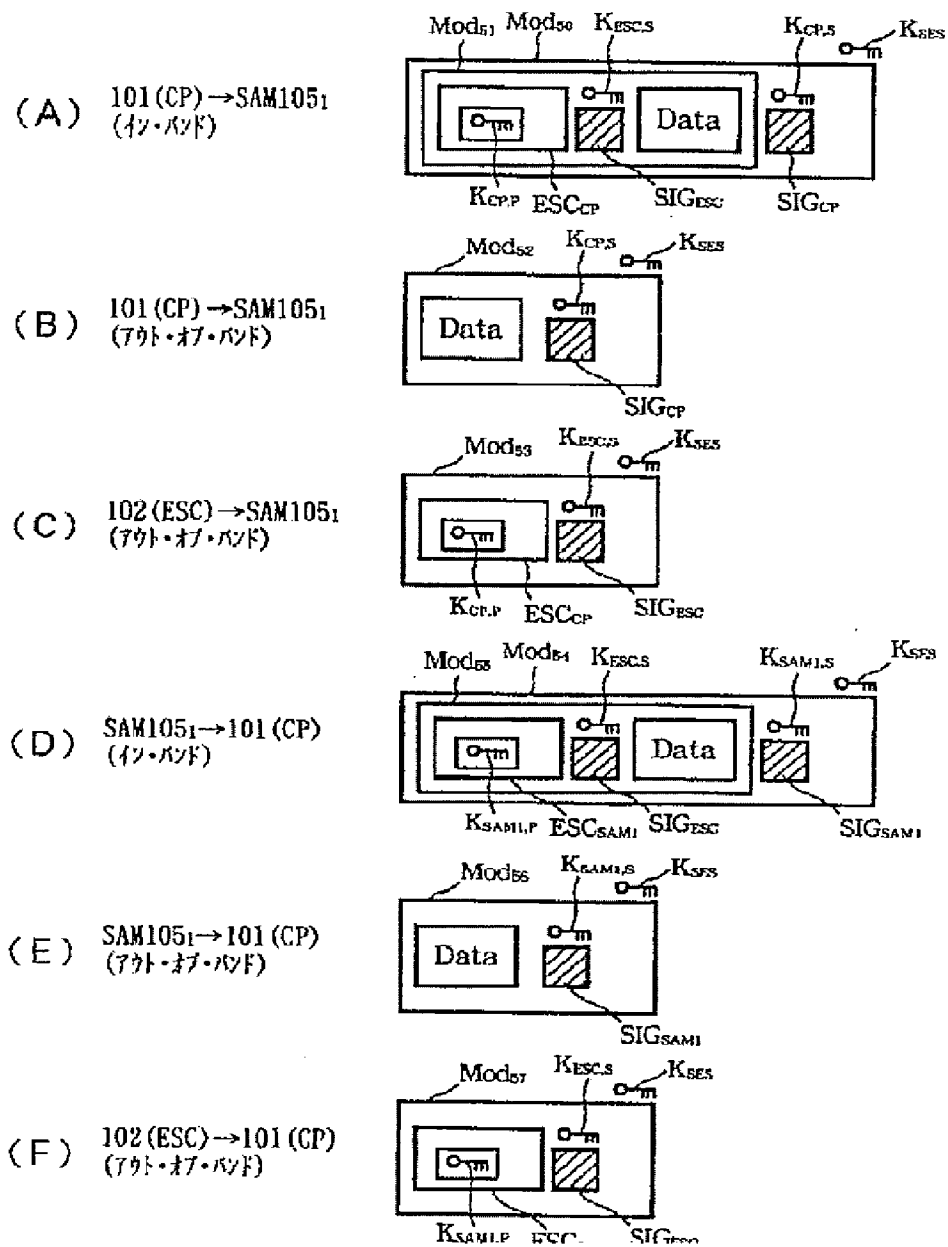 Mod₅₁ Mod₅₀ K_ESC,S K_CP,S K_SES
(A) 101(CP)→SAM105₁
(イン・バンド)
Data
K_CP,P ESC_CP SIG_ESC SIG_CP
Mod₅₂ K_CP,S K_SES
(B) 101(CP)→SAM105₁
(アウト・オブ・バンド)
Data
SIG_CP
Mod₅₃ K_ESC,S K_SES
(C) 102(ESC)→SAM105₁
(アウト・オブ・バンド)
K_CP,P ESC_CP SIG_ESC
Mod₅₅ Mod₅₄ K_ESC,S K_SAM1,S K_SES
(D) SAM105₁→101(CP)
(イン・バンド)
Data
K_SAM1,P ESC_SAM1 SIG_ESC SIG_SAM1
Mod₅₆ K_SAM1,S K_SES
(E) SAM105₁→101(CP)
(アウト・オブ・バンド)
Data
SIG_SAM1
Mod₅₇ K_ESC,S K_SES
(F) 102(ESC)→101(CP)
(アウト・オブ・バンド)
K_SAM1,P SIG_ESC